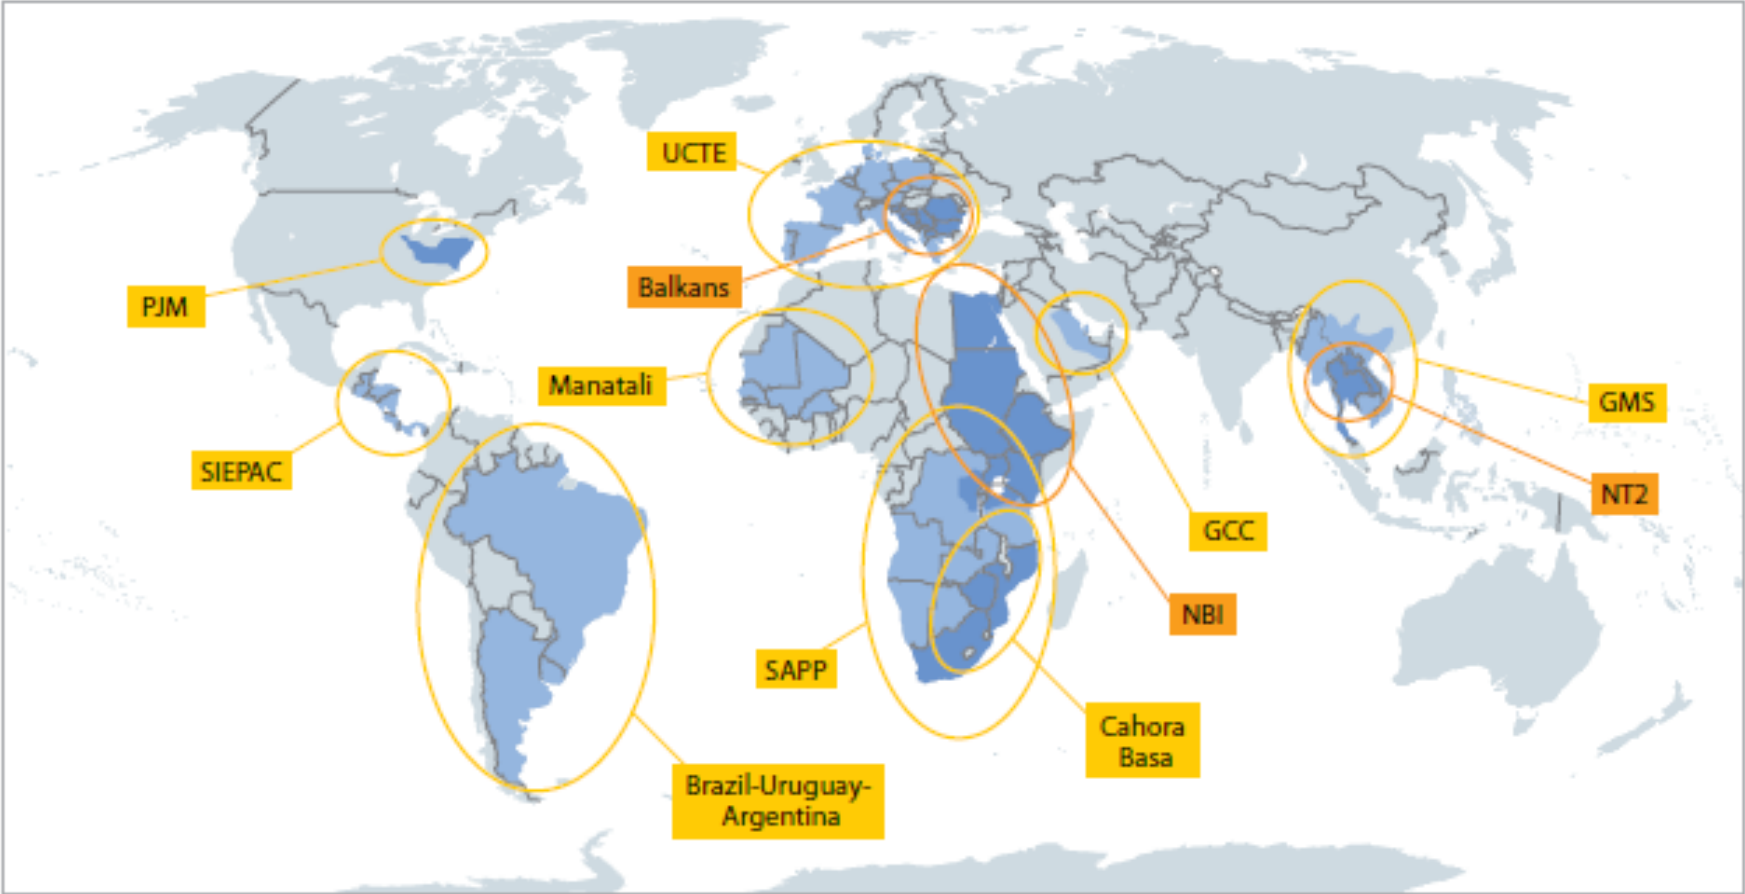 UCTE
Balkans
PJM
Manatali
SIEPAC
GMS
NT2
GCC
NBI
SAPP
Cahora
Basa
Brazil-Uruguay-
Argentina